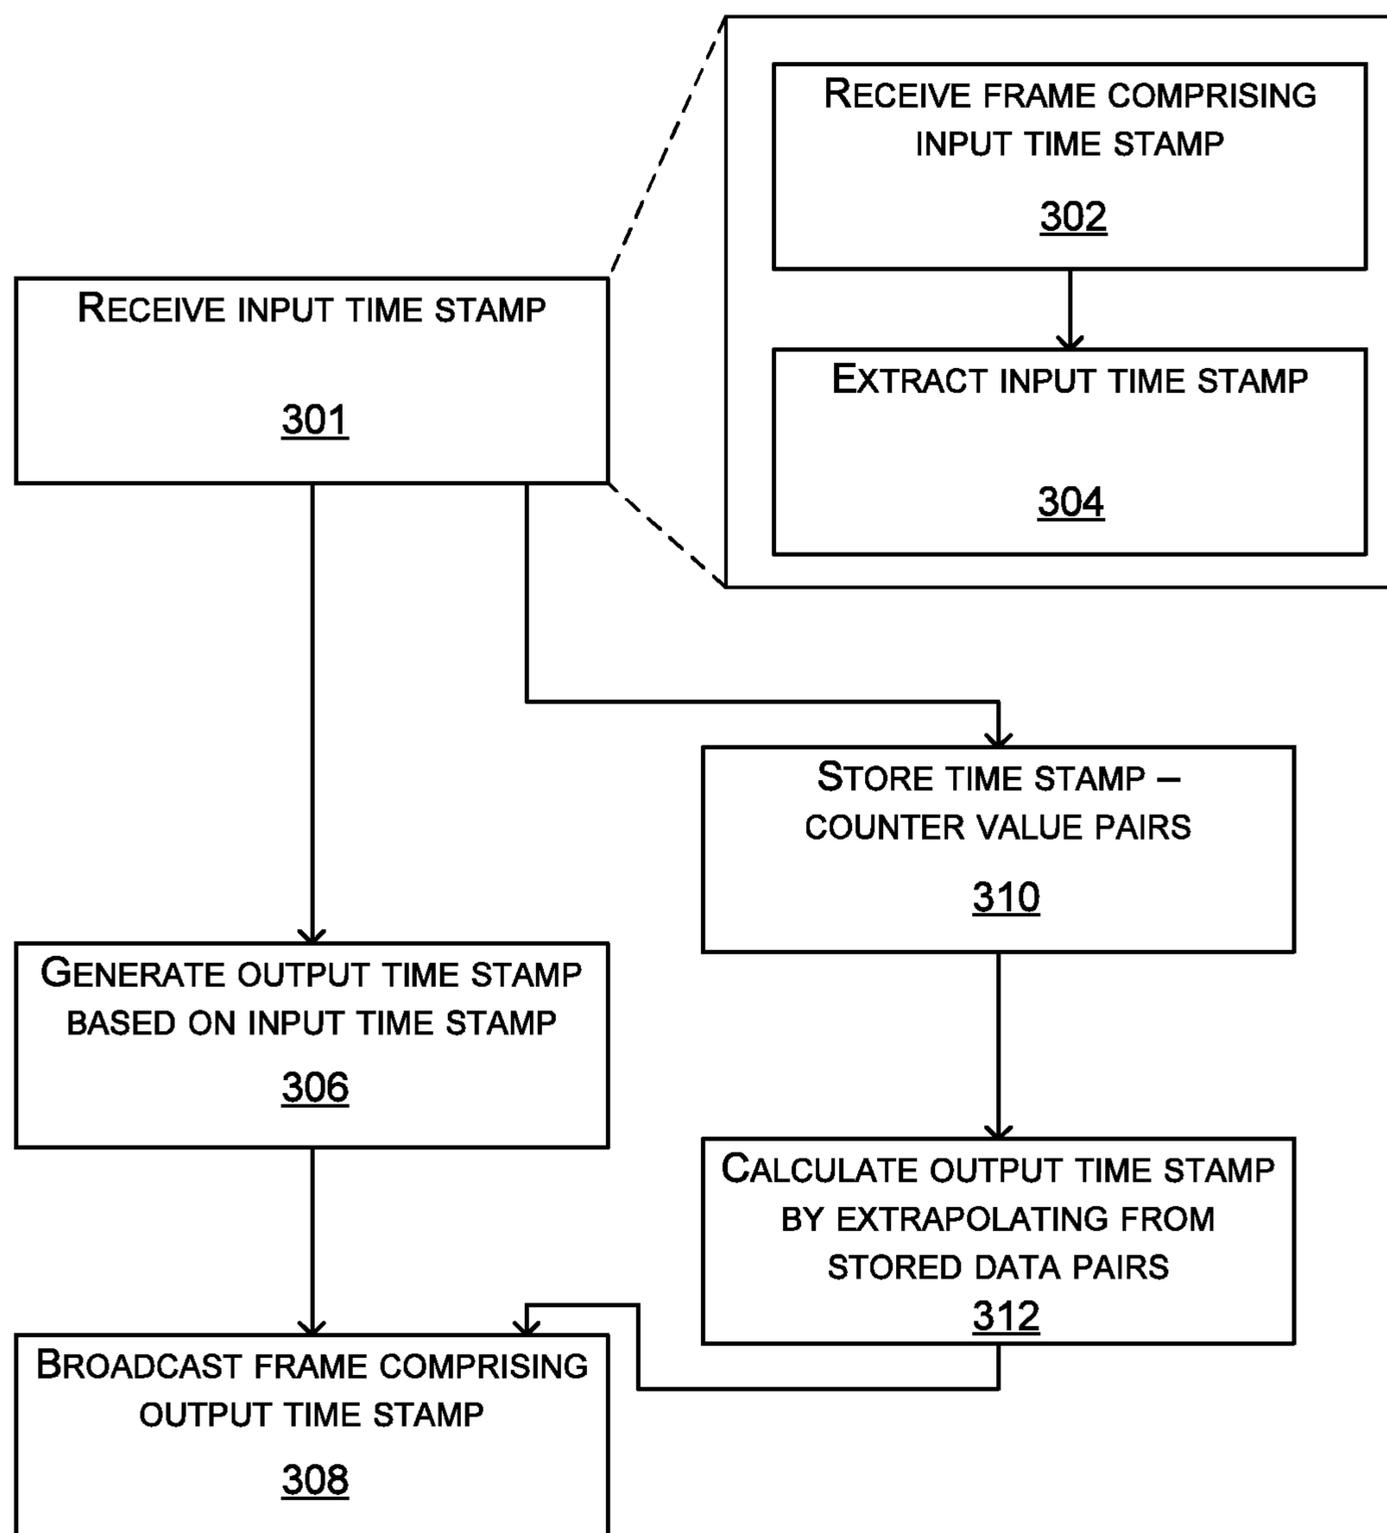 RECEIVE FRAME COMPRISING
INPUT TIME STAMP
302
RECEIVE INPUT TIME STAMP
301
EXTRACT INPUT TIME STAMP
304
STORE TIME STAMP –
COUNTER VALUE PAIRS
310
GENERATE OUTPUT TIME STAMP
BASED ON INPUT TIME STAMP
306
CALCULATE OUTPUT TIME STAMP
BY EXTRAPOLATING FROM
STORED DATA PAIRS
312
BROADCAST FRAME COMPRISING
OUTPUT TIME STAMP
308